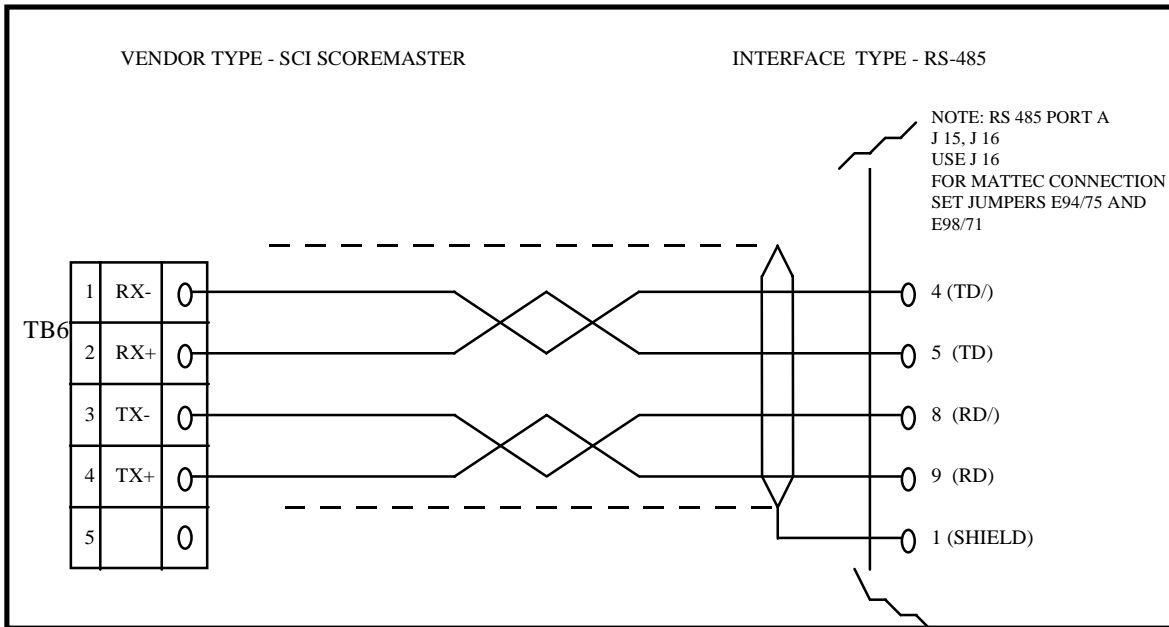 VENDOR TYPE - SCI SCOREMASTER
INTERFACE TYPE - RS-485
NOTE: RS 485 PORT A
J 15, J 16
USE J 16
FOR MATTEC CONNECTION
SET JUMPERS E94/75 AND
E98/71
TB6
1 RX-
4 (TD/)
2 RX+
5 (TD)
3 TX-
8 (RD/)
4 TX+
9 (RD)
5
1 (SHIELD)